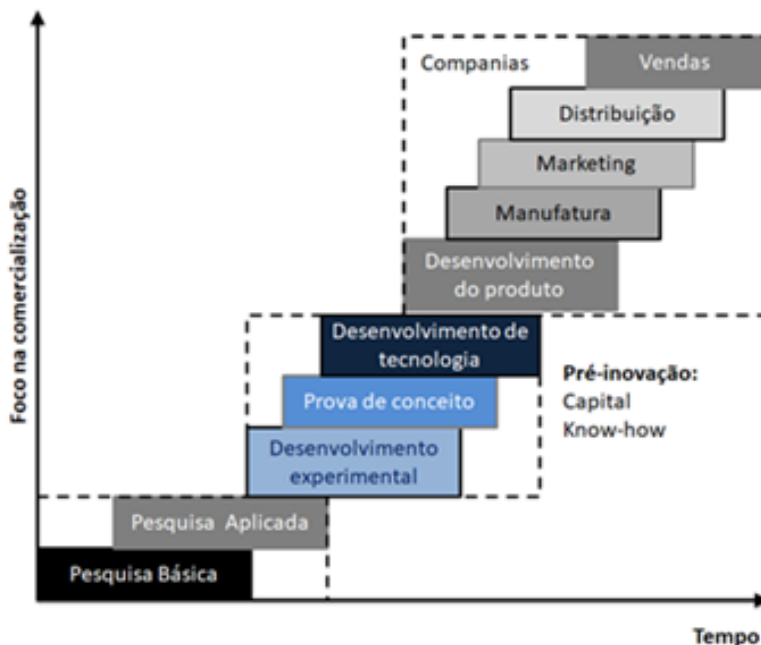 Foco na comercialização
Companias
Vendas
Distribuição
Marketing
Manufatura
Desenvolvimento
do produto
Desenvolvimento de
tecnologia
Pré-inovação:
Capital
Know-how
Prova de conceito
Desenvolvimento
experimental
Pesquisa Aplicada
Pesquisa Básica
Tempo